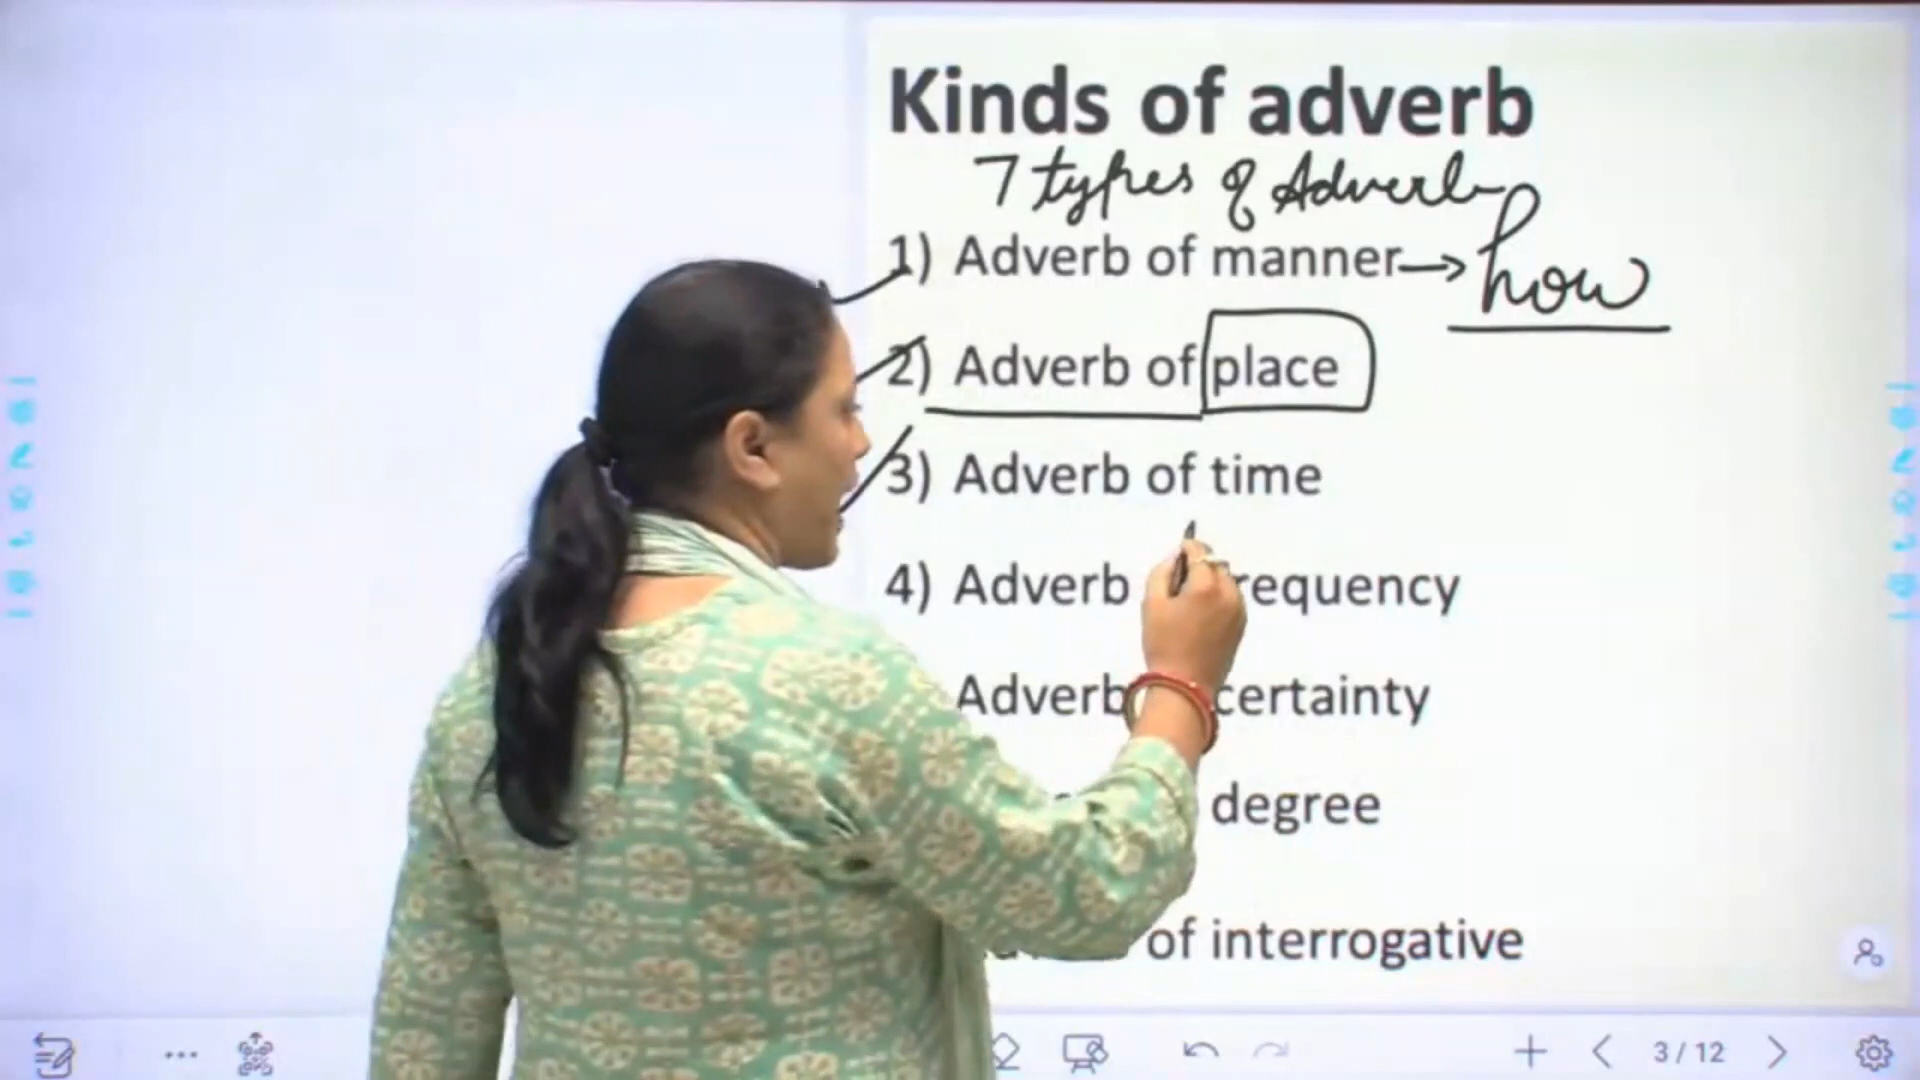 Kinds of adverb
7 types of Adverb
1) Adverb of manner → how
2) Adverb of place
3) Adverb of time
4) Adverb requency
Adverb certainty
degree
of interrogative
3 / 12